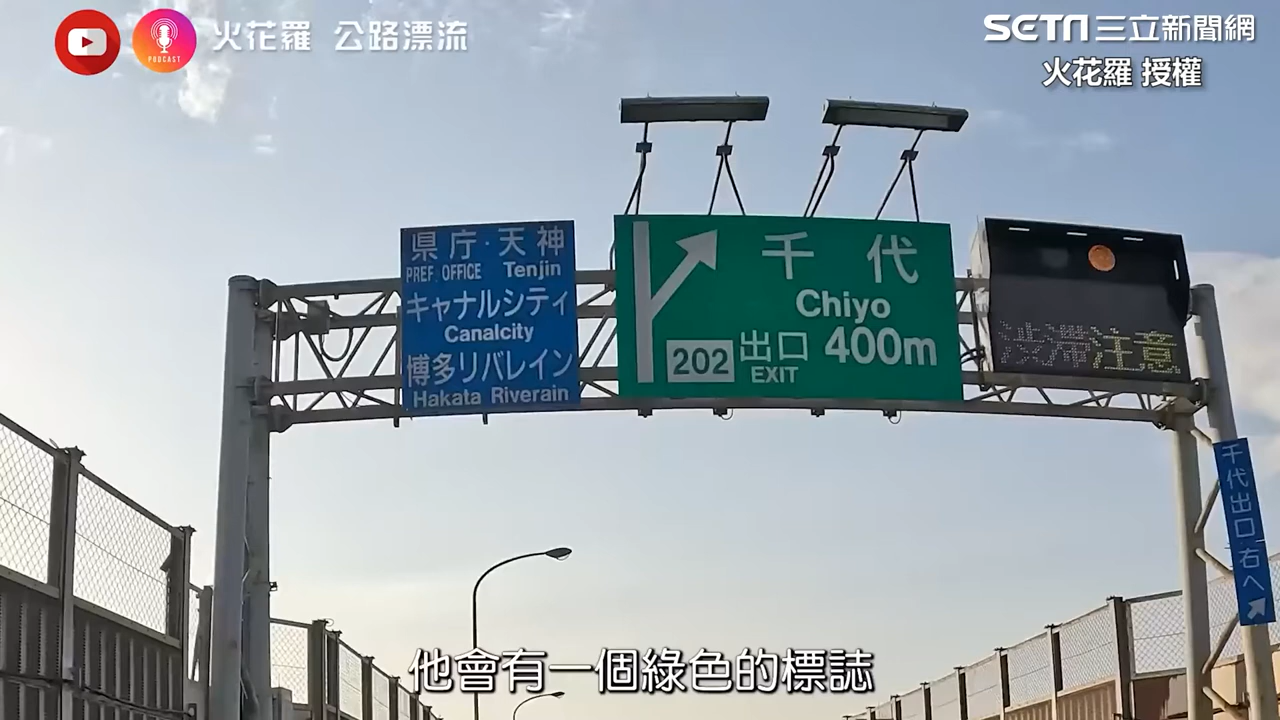 PODCAST
火花羅 公路漂流
SETN三立新聞網
火花羅 授權
県庁・天神
PREF. OFFICE Tenjin
キャナルシティ
Canalcity
博多リバレイン
Hakata Riverain
千代
Chiyo
202 出口 400m
EXIT
渋滞注意
千代出口右へ
他會有一個綠色的標誌